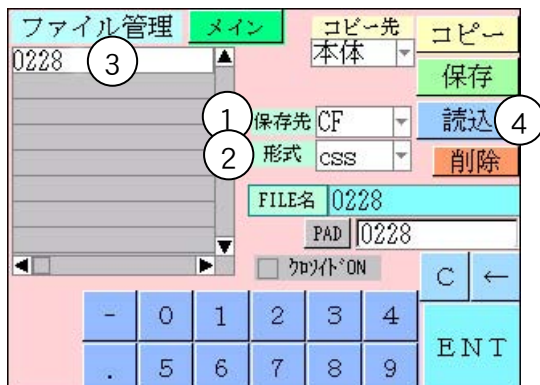 ファイル管理 メイン コピー先 コピー
0228 ③ 本体 保存
① 保存先 CF 読込 ④
② 形式 css 削除
FILE名 0228
PAD 0228
ｸﾛﾜｲﾄﾞON C ←
- 0 1 2 3 4 ENT
. 5 6 7 8 9